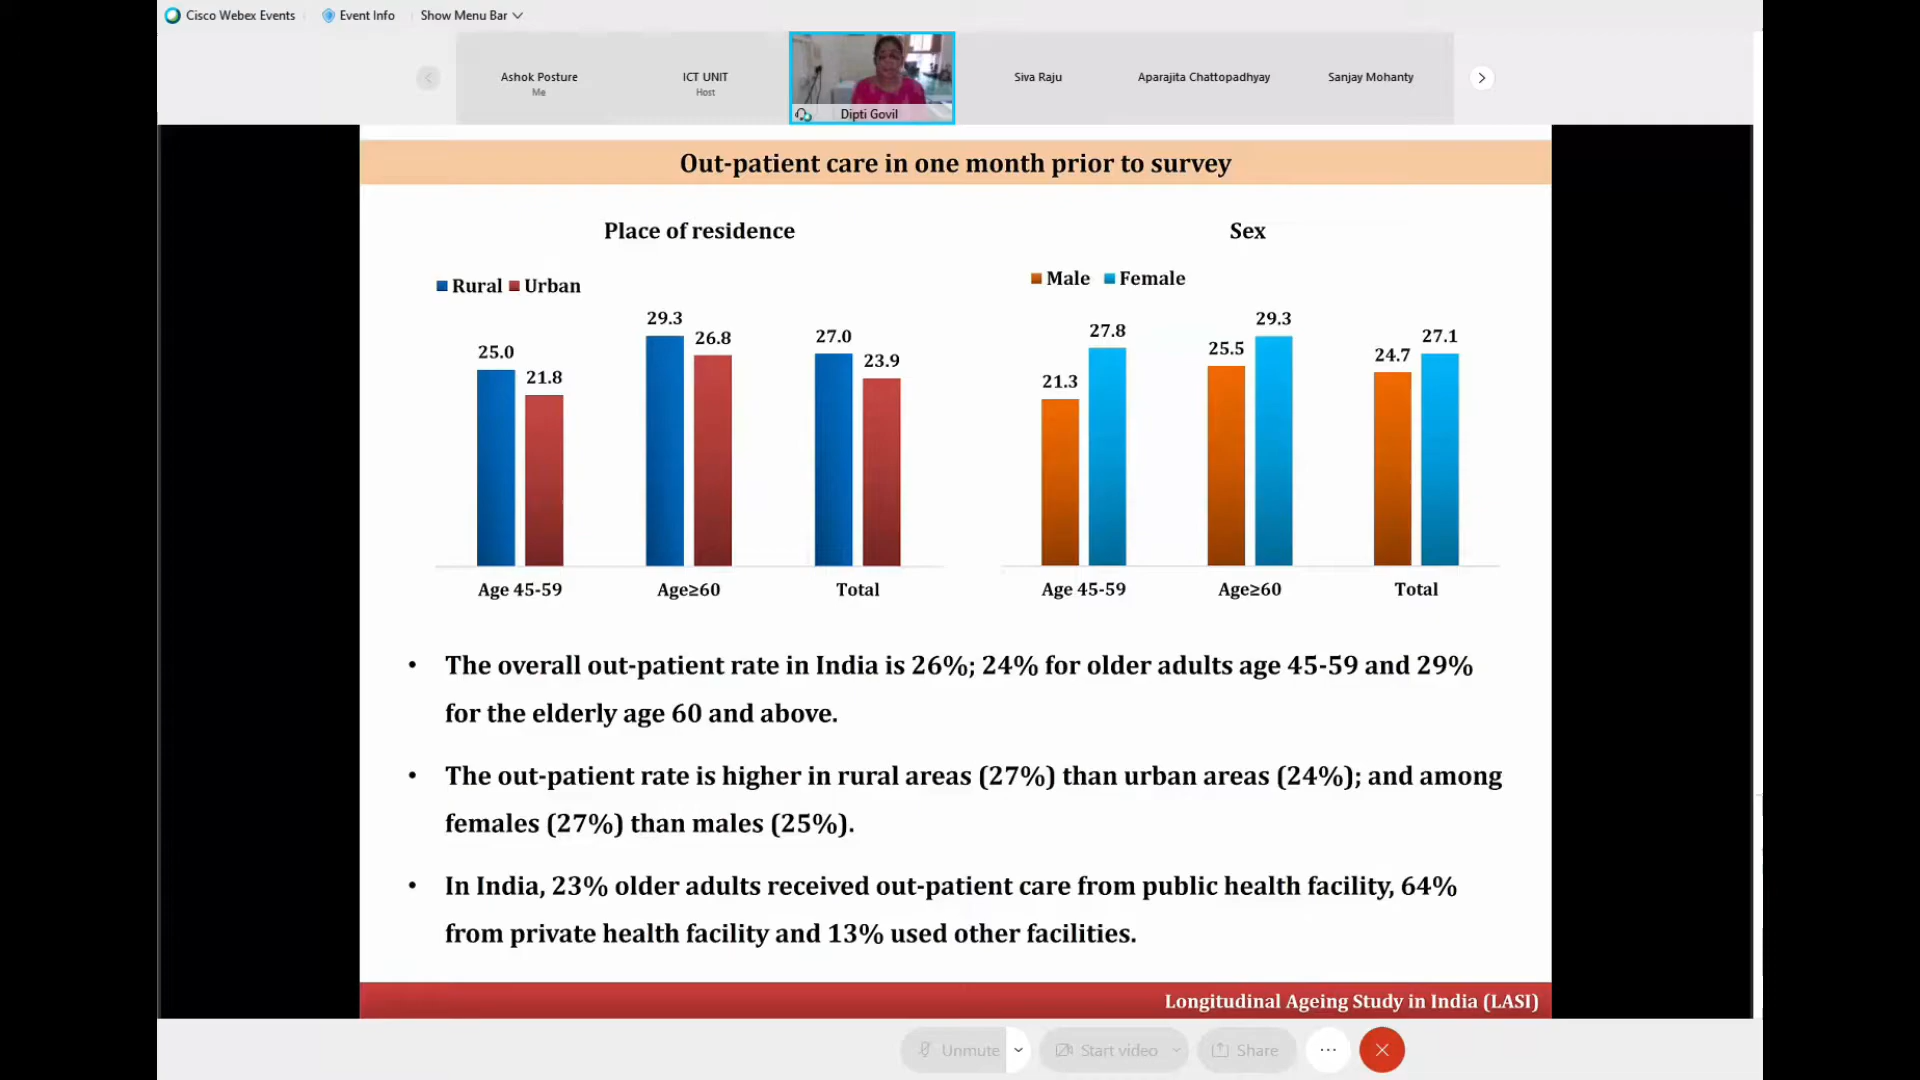 Cisco Webex Events
Event Info
Show Menu Bar
Ashok Posture
Me
ICT UNIT
Host
Dipti Govil
Siva Raju
Aparajita Chattopadhyay
Sanjay Mohanty
Out-patient care in one month prior to survey
Place of residence
Rural Urban
25.0
21.8
29.3
26.8
27.0
23.9
Age 45-59
Age≥60
Total
Sex
Male Female
21.3
27.8
25.5
29.3
24.7
27.1
Age 45-59
Age≥60
Total
• The overall out-patient rate in India is 26%; 24% for older adults age 45-59 and 29%
for the elderly age 60 and above.
• The out-patient rate is higher in rural areas (27%) than urban areas (24%); and among
females (27%) than males (25%).
• In India, 23% older adults received out-patient care from public health facility, 64%
from private health facility and 13% used other facilities.
Longitudinal Ageing Study in India (LASI)
Unmute
Start video
Share